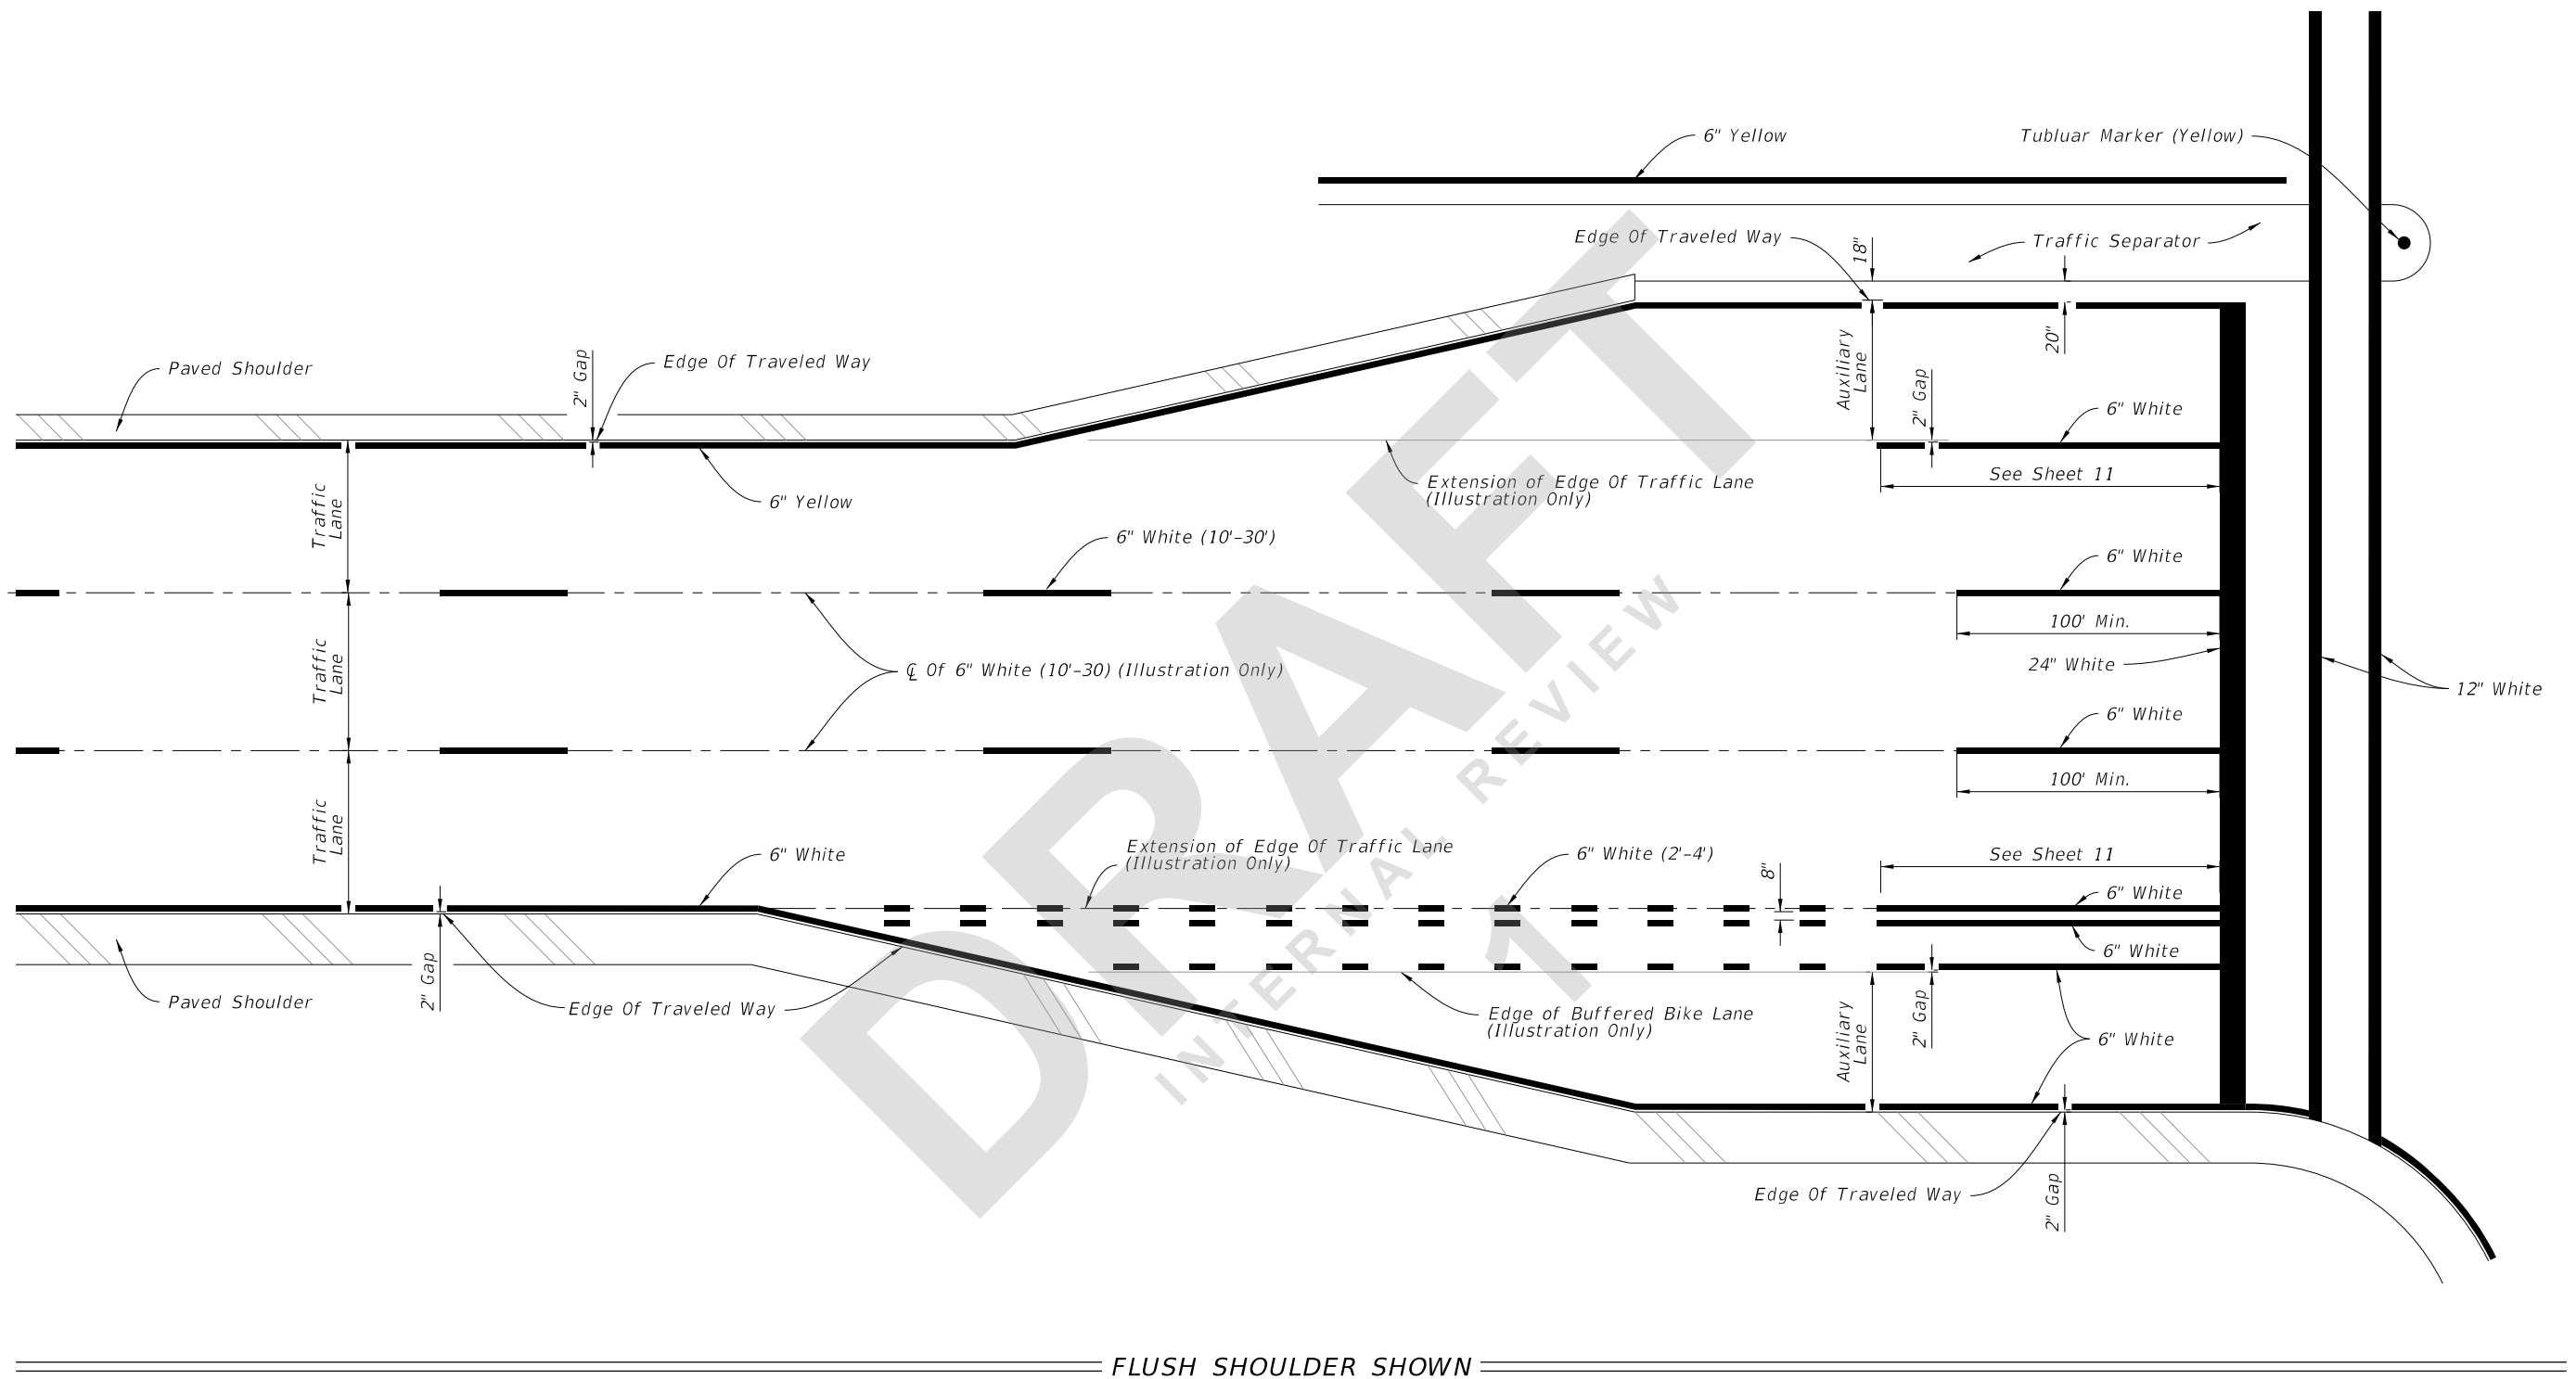 6" Yellow
Tubluar Marker (Yellow)
Edge Of Traveled Way
18"
Traffic Separator
20"
Paved Shoulder
2" Gap
Edge Of Traveled Way
Auxiliary
Lane
2" Gap
6" White
6" Yellow
Extension of Edge Of Traffic Lane
(Illustration Only)
See Sheet 11
Traffic
Lane
6" White (10'-30')
6" White
100' Min.
Traffic
Lane
℄ Of 6" White (10'-30) (Illustration Only)
24" White
12" White
6" White
100' Min.
Traffic
Lane
6" White
Extension of Edge Of Traffic Lane
(Illustration Only)
6" White (2'-4')
8"
See Sheet 11
6" White
6" White
Paved Shoulder
2" Gap
Edge Of Traveled Way
Edge of Buffered Bike Lane
(Illustration Only)
Auxiliary
Lane
2" Gap
6" White
Edge Of Traveled Way
2" Gap
DRAFT
INTERNAL REVIEW
1
FLUSH SHOULDER SHOWN